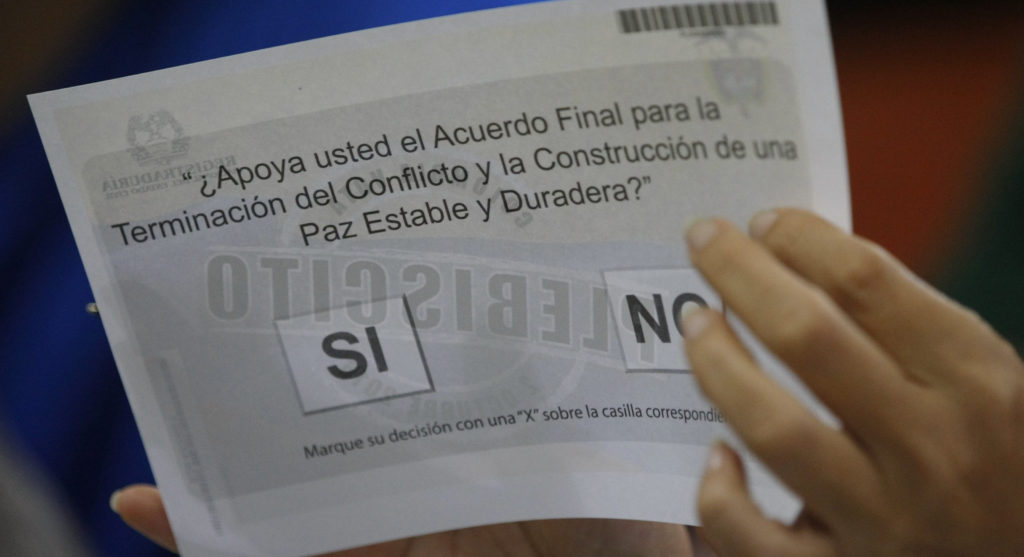 “¿Apoya usted el Acuerdo Final para la
Terminación del Conflicto y la Construcción de una
Paz Estable y Duradera?”
REGISTRADURÍA
PLEBISCITO
SI
NO
Marque su decisión con una “X” sobre la casilla